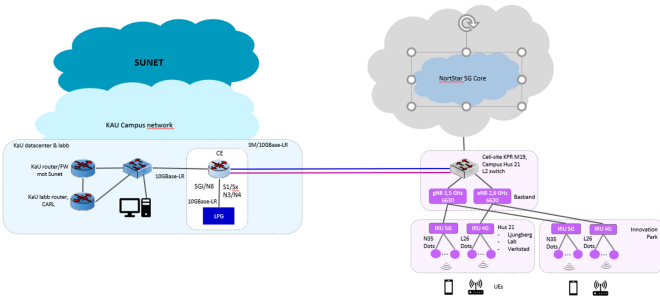 SUNET
KAU Campus network
NortStar 5G Core
KaU datacenter & labb
SM/10GBase-LR
CE
KaU router/FW
mot Sunet
10GBase-LR
KaU labb router,
CARL
SGi/N6
S1/Sx
N3/N4
10GBase-LR
LPG
Cell-site KFR M19,
Campus Hus 21
L2 switch
gNB 3,5 GHz
6630
eNB 2,6 GHz
6620
Basbend
IRU 5G
IRU 4G
Hus 21
- Ljungberg
Lab
- Verksted
N35
Dots
L26
Dots
IRU 5G
IRU 4G
Innovation
Park
N35
Dots
L26
Dots
UEs